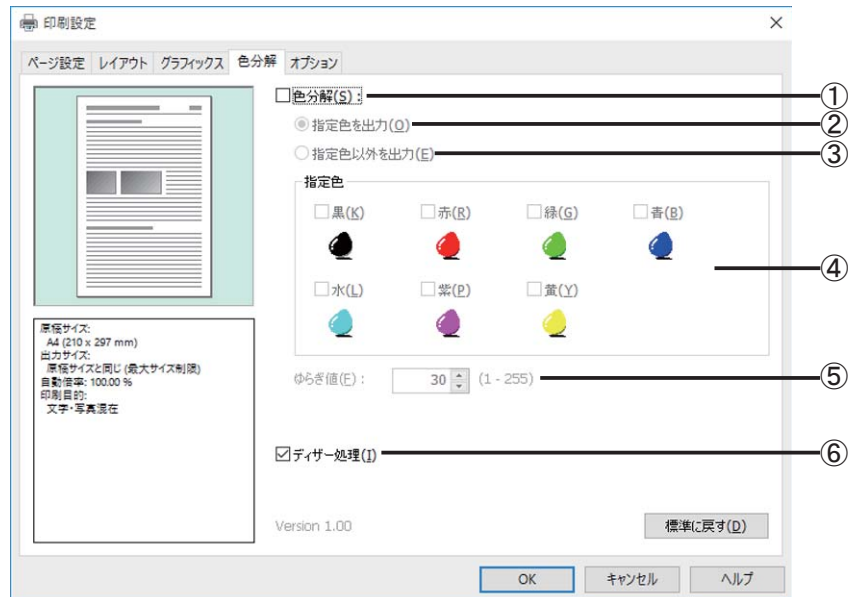 印刷設定
ページ設定 レイアウト グラフィックス 色分解 オプション
色分解(S):
①
指定色を出力(O)
②
指定色以外を出力(E)
③
指定色
黒(K) 赤(R) 緑(G) 青(B)
④
水(L) 紫(P) 黄(Y)
原稿サイズ:
A4 (210 x 297 mm)
出力サイズ:
原稿サイズと同じ (最大サイズ制限)
自動倍率: 100.00 %
印刷目的:
文字・写真混在
ゆらぎ値(F): 30 (1 - 255)
⑤
ディザー処理(I)
⑥
Version 1.00
標準に戻す(D)
OK キャンセル ヘルプ